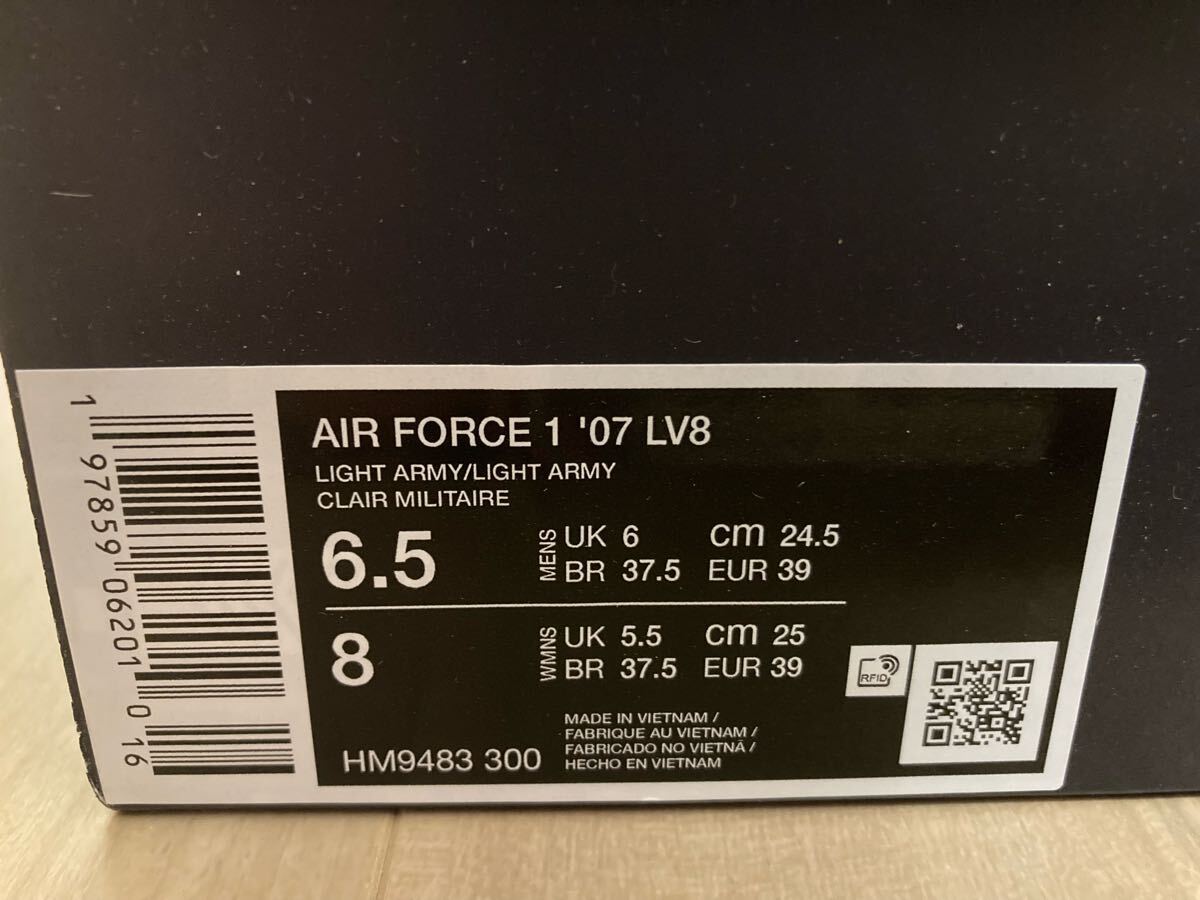 AIR FORCE 1 '07 LV8
LIGHT ARMY/LIGHT ARMY
CLAIR MILITAIRE
6.5 MENS UK 6 cm 24.5
BR 37.5 EUR 39
8 WMNS UK 5.5 cm 25
BR 37.5 EUR 39
HM9483 300
MADE IN VIETNAM /
FABRIQUE AU VIETNAM /
FABRICADO NO VIETNÃ /
HECHO EN VIETNAM
RFID
1 97859 06201 0 16